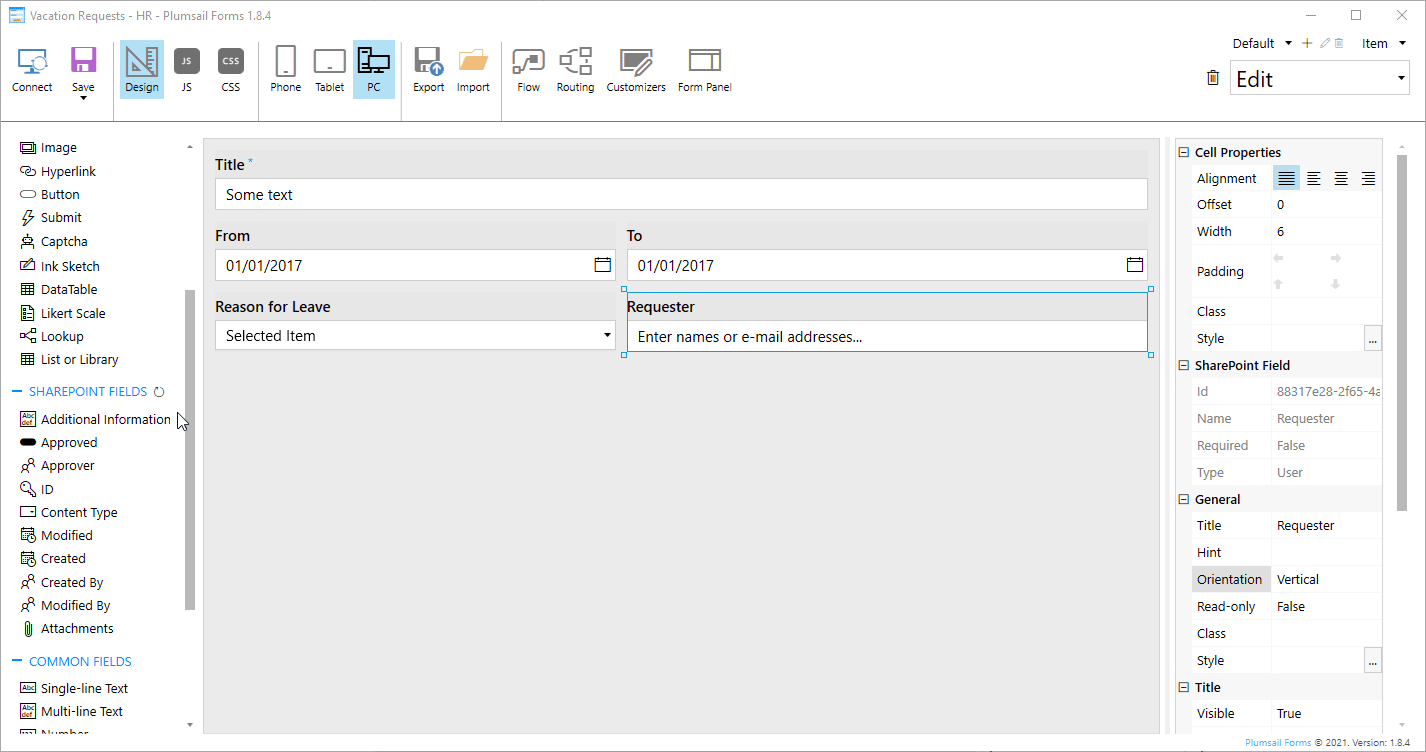 Vacation Requests - HR - Plumsail Forms 1.8.4
Default
Item
Connect
Save
Design
JS
JS
CSS
CSS
Phone
Tablet
PC
Export
Import
Flow
Routing
Customizers
Form Panel
Edit
Image
Hyperlink
Button
Submit
Captcha
Ink Sketch
DataTable
Likert Scale
Lookup
List or Library
SHAREPOINT FIELDS
Abc def Additional Information
Approved
Approver
ID
Content Type
Modified
Created
Created By
Modified By
Attachments
COMMON FIELDS
Abc Single-line Text
Abc def Multi-line Text
Number
Title *
Some text
From
To
01/01/2017
01/01/2017
Reason for Leave
Requester
Selected Item
Enter names or e-mail addresses...
Cell Properties
Alignment
Offset 0
Width 6
Padding
Class
Style ...
SharePoint Field
Id 88317e28-2f65-4a
Name Requester
Required False
Type User
General
Title Requester
Hint
Orientation Vertical
Read-only False
Class
Style ...
Title
Visible True
Plumsail Forms © 2021. Version: 1.8.4